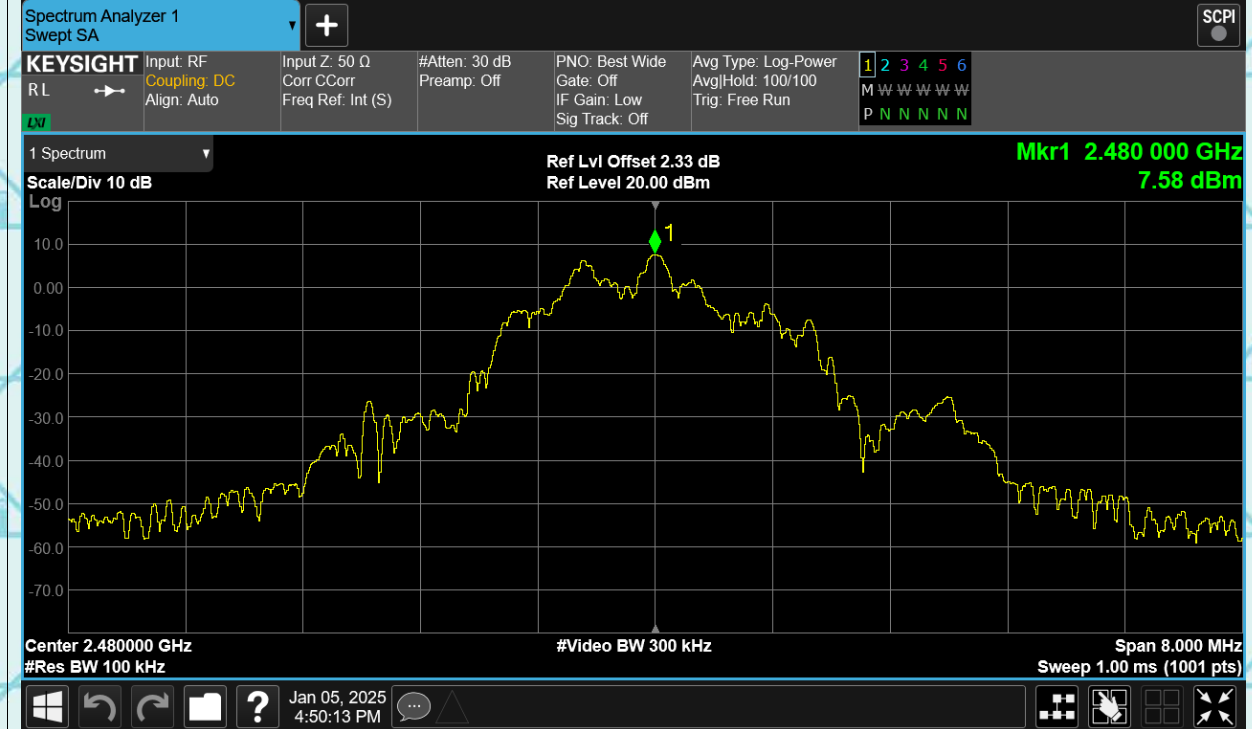 Spectrum Analyzer 1
Swept SA
+
SCPI
KEYSIGHT
RL
LXI
Input: RF
Coupling: DC
Align: Auto
Input Z: 50 Ω
Corr CCorr
Freq Ref: Int (S)
#Atten: 30 dB
Preamp: Off
PNO: Best Wide
Gate: Off
IF Gain: Low
Sig Track: Off
Avg Type: Log-Power
Avg|Hold: 100/100
Trig: Free Run
1 2 3 4 5 6
M W W W W W
P N N N N N
1 Spectrum
Scale/Div 10 dB
Ref Lvl Offset 2.33 dB
Ref Level 20.00 dBm
Mkr1 2.480 000 GHz
7.58 dBm
Log
1
10.0
0.00
-10.0
-20.0
-30.0
-40.0
-50.0
-60.0
-70.0
Center 2.480000 GHz
#Video BW 300 kHz
Span 8.000 MHz
#Res BW 100 kHz
Sweep 1.00 ms (1001 pts)
?
Jan 05, 2025
4:50:13 PM